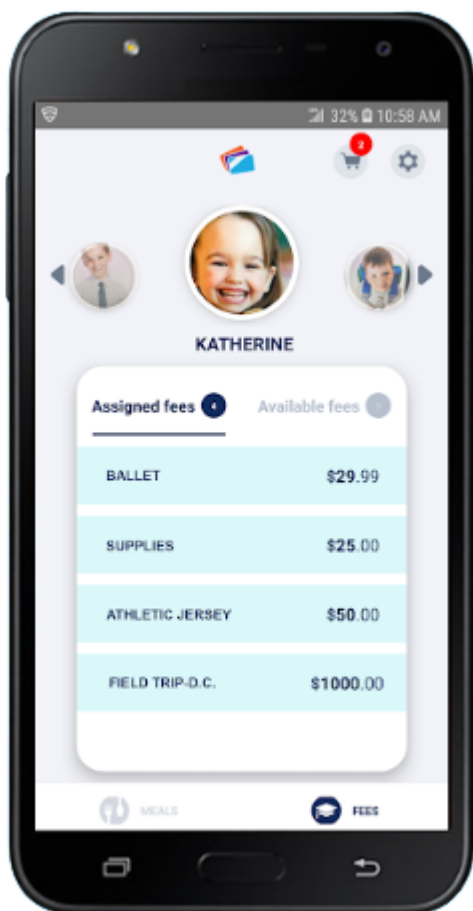 32% 10:58 AM
2
KATHERINE
Assigned fees 4 Available fees
BALLET $29.99
SUPPLIES $25.00
ATHLETIC JERSEY $50.00
FIELD TRIP-D.C. $1000.00
MEALS FEES